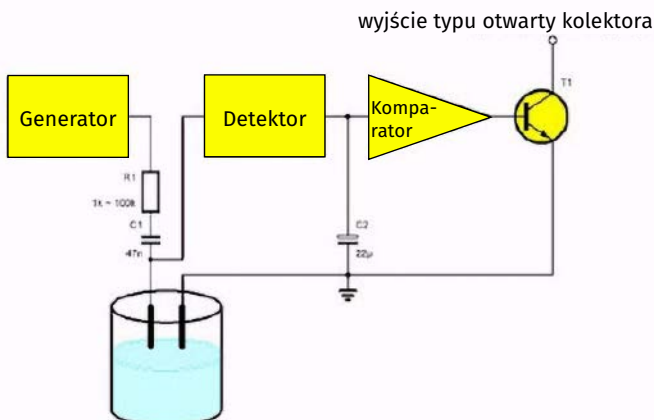 wyjście typu otwarty kolektora
T1
Generator
Detektor
Kompa-
rator
R1
1k ~ 100k
C1
47n
C2
22µ